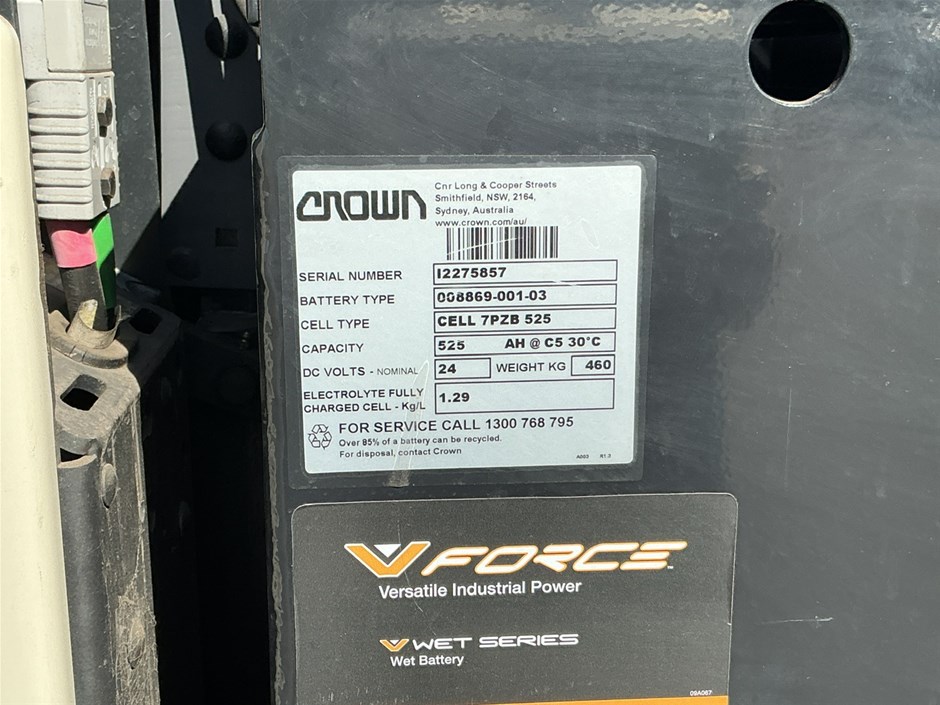 CROWN
Cnr Long & Cooper Streets
Smithfield, NSW, 2164,
Sydney, Australia
www.crown.com/au/
SERIAL NUMBER I2275857
BATTERY TYPE 008869-001-03
CELL TYPE CELL 7PZB 525
CAPACITY 525 AH @ C5 30°C
DC VOLTS - NOMINAL 24 WEIGHT KG 460
ELECTROLYTE FULLY
CHARGED CELL - Kg/L 1.29
FOR SERVICE CALL 1300 768 795
Over 85% of a battery can be recycled.
For disposal, contact Crown
V FORCE™
Versatile Industrial Power
V WET SERIES
Wet Battery
09A067